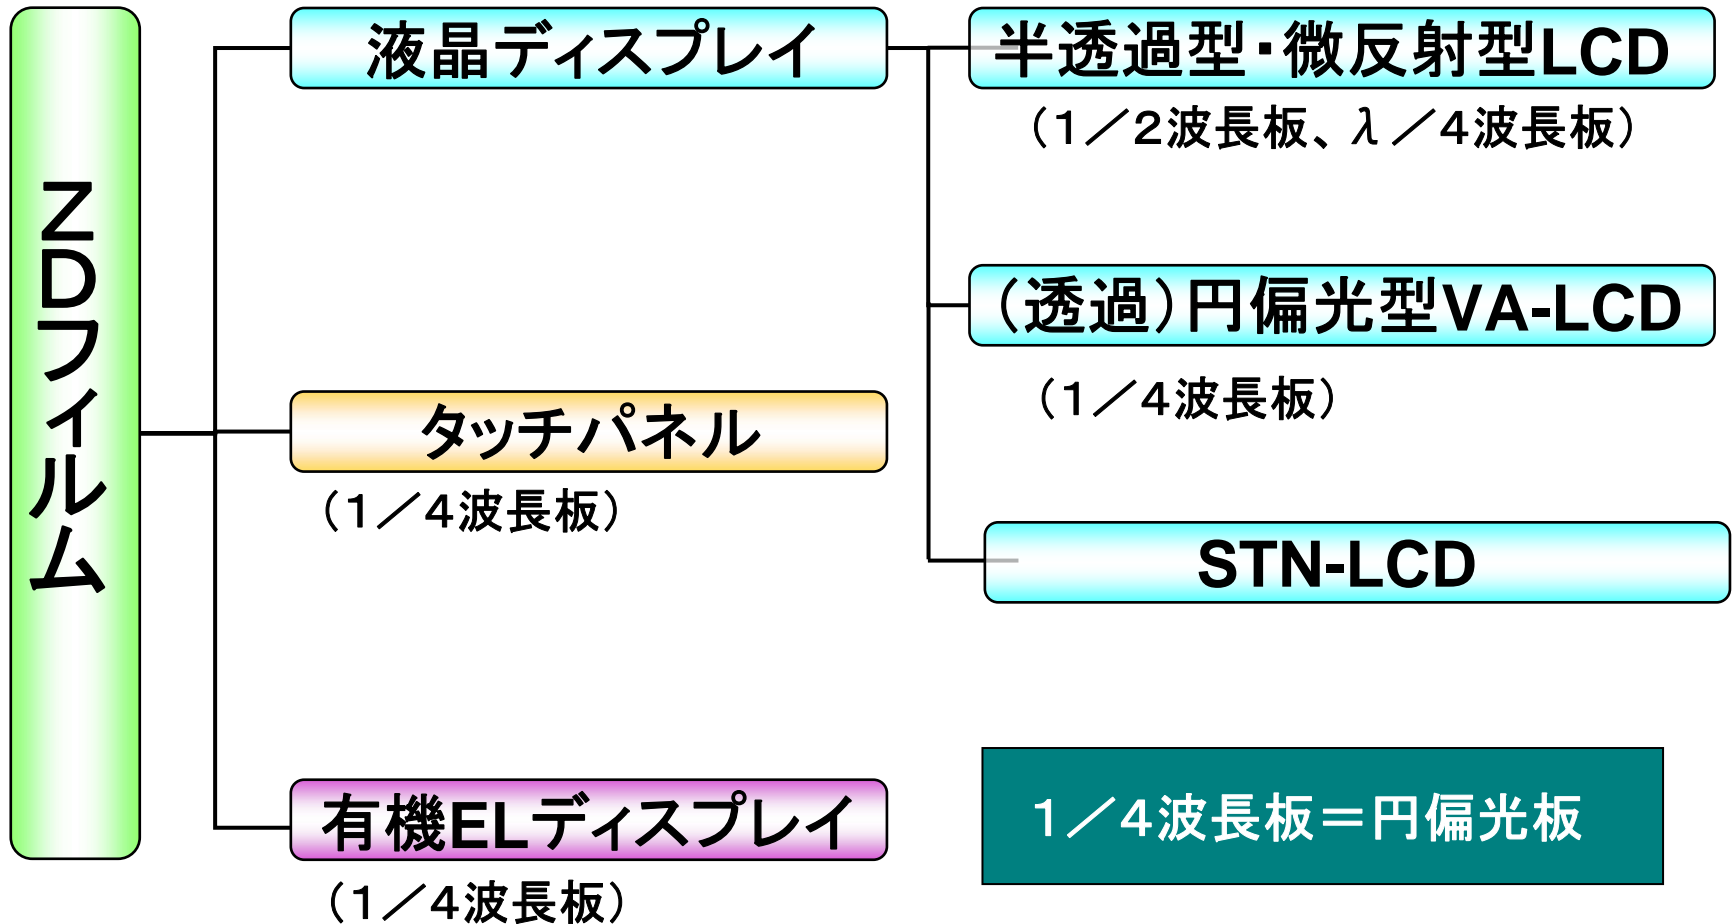 ZDフィルム
液晶ディスプレイ
半透過型・微反射型LCD
（1／2波長板、λ／4波長板）
（透過）円偏光型VA-LCD
（1／4波長板）
タッチパネル
（1／4波長板）
STN-LCD
有機ELディスプレイ
（1／4波長板）
1／4波長板＝円偏光板